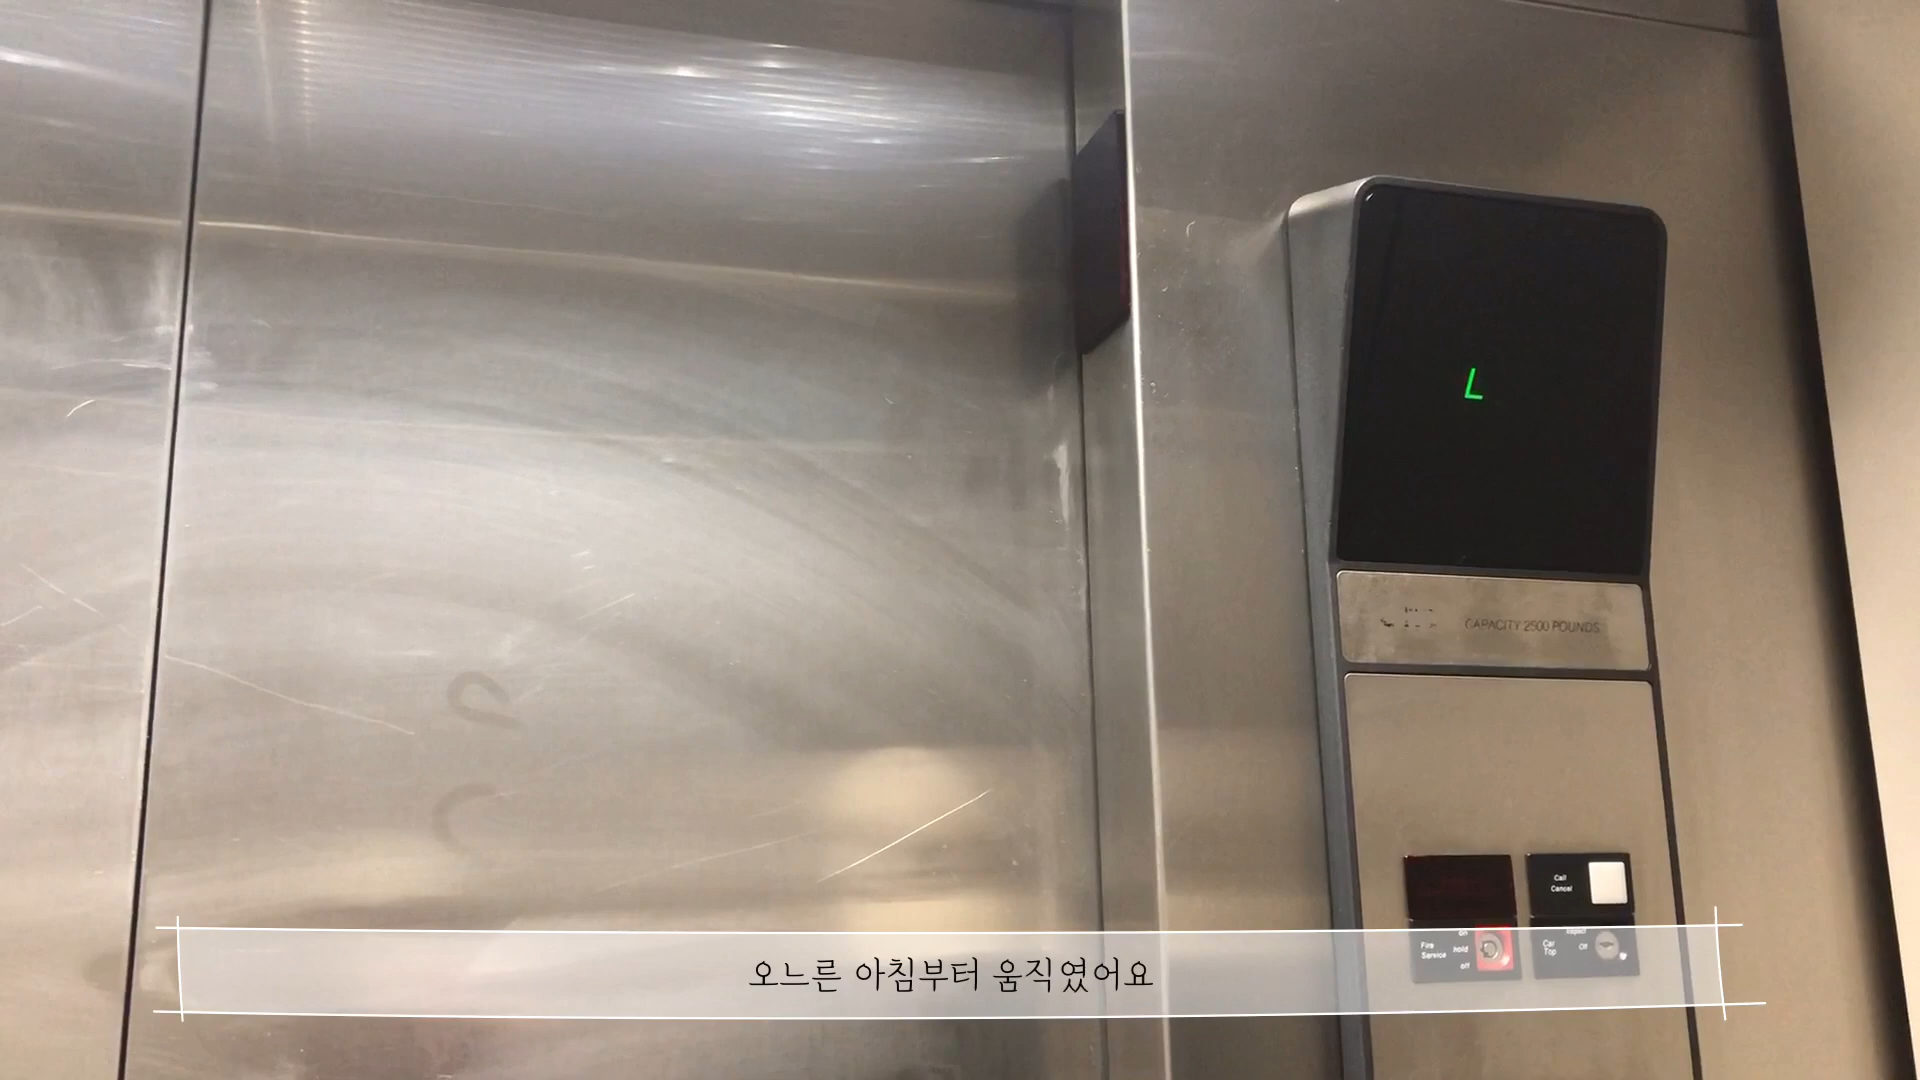 L
CAPACITY 2500 POUNDS
Call
Cancel
on
Fire
Service
hold
off
Inspect
Car
Top
Off
오느른 아침부터 움직였어요